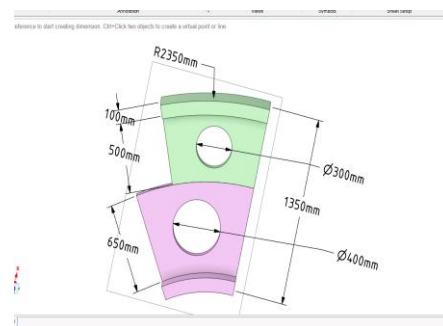 Annotation
Views
Symbols
Sheet Setup
eference to start creating dimension. Ctrl+Click two objects to create a virtual point or line
R2350mm
100mm
500mm
Ø300mm
1350mm
650mm
Ø400mm